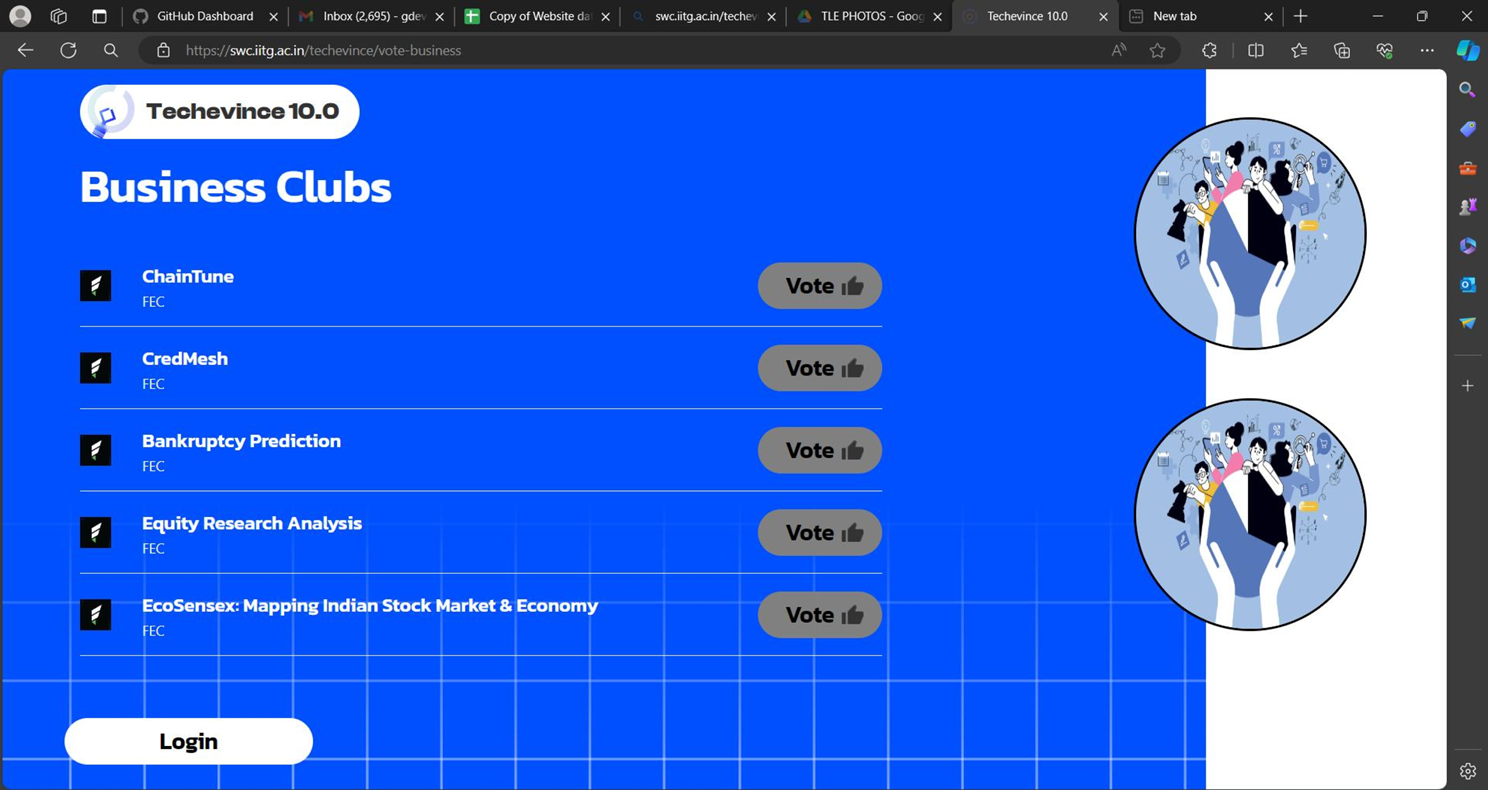 GitHub Dashboard
Inbox (2,695) - gdev
Copy of Website da
swc.iitg.ac.in/techev
TLE PHOTOS - Goog
Techevince 10.0
New tab
https://swc.iitg.ac.in/techevince/vote-business
Techevince 10.0
Business Clubs
ChainTune
FEC
Vote
CredMesh
FEC
Vote
Bankruptcy Prediction
FEC
Vote
Equity Research Analysis
FEC
Vote
EcoSensex: Mapping Indian Stock Market & Economy
FEC
Vote
Login